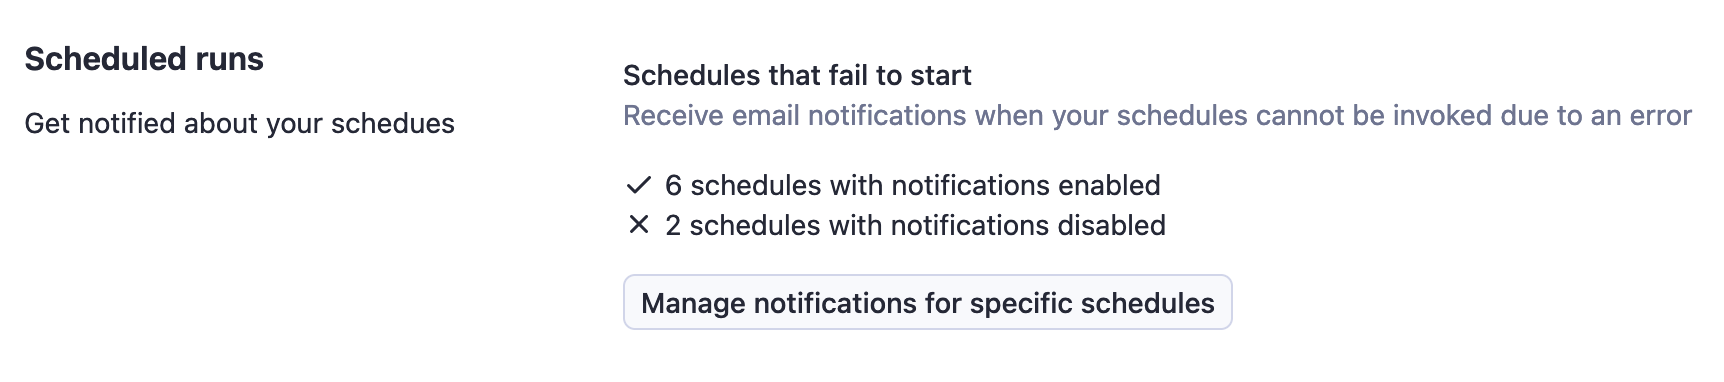 Scheduled runs
Get notified about your schedues
Schedules that fail to start
Receive email notifications when your schedules cannot be invoked due to an error
6 schedules with notifications enabled
2 schedules with notifications disabled
Manage notifications for specific schedules